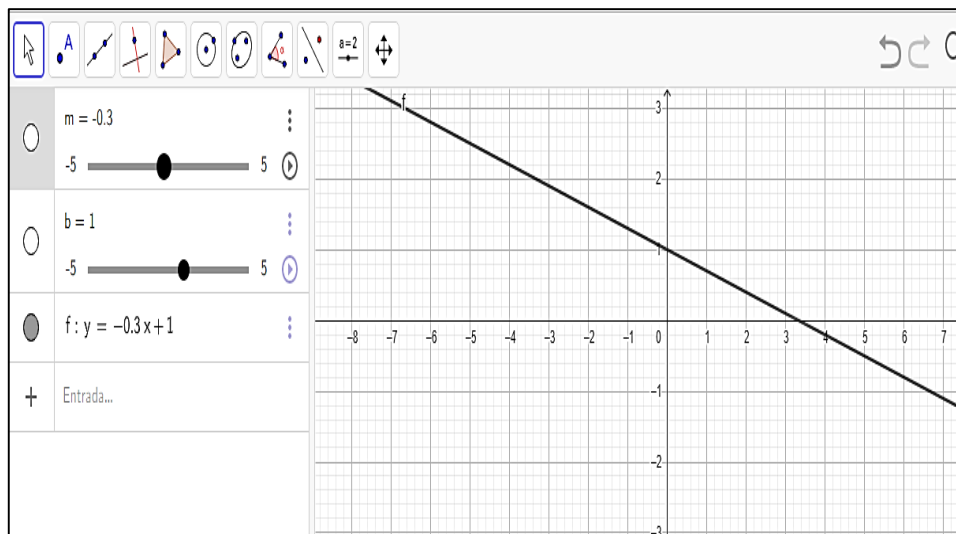 A
a=2
m = -0.3
-5
5
b = 1
-5
5
f : y = −0.3 x + 1
+
Entrada...
f
3
2
1
-8 -7 -6 -5 -4 -3 -2 -1 0 1 2 3 4 5 6 7
-1
-2
-3